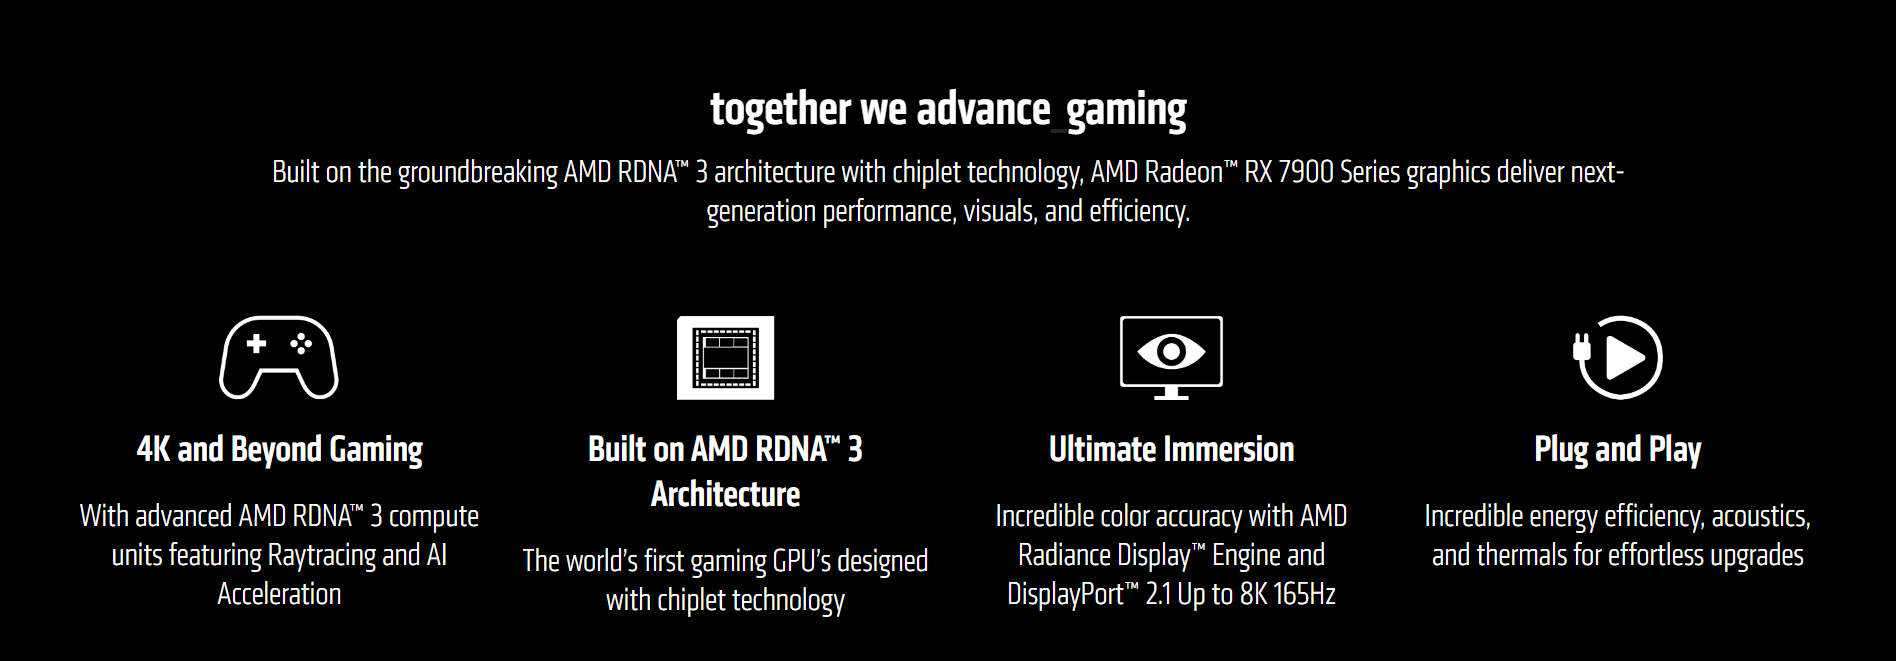 together we advance_gaming
Built on the groundbreaking AMD RDNA™ 3 architecture with chiplet technology, AMD Radeon™ RX 7900 Series graphics deliver next-
generation performance, visuals, and efficiency.
4K and Beyond Gaming
With advanced AMD RDNA™ 3 compute
units featuring Raytracing and AI
Acceleration
Built on AMD RDNA™ 3
Architecture
The world’s first gaming GPU’s designed
with chiplet technology
Ultimate Immersion
Incredible color accuracy with AMD
Radiance Display™ Engine and
DisplayPort™ 2.1 Up to 8K 165Hz
Plug and Play
Incredible energy efficiency, acoustics,
and thermals for effortless upgrades